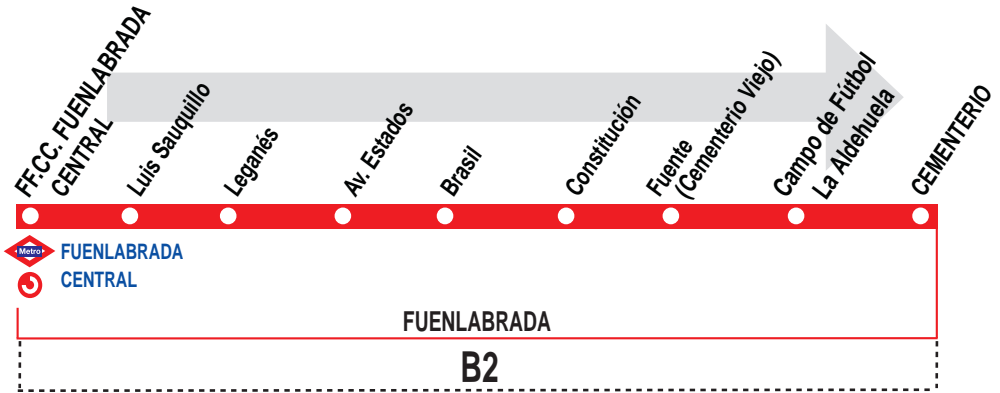 FF.CC. FUENLABRADA
CENTRAL
Luis Sauquillo
Leganés
Av. Estados
Brasil
Constitución
Fuente
(Cementerio Viejo)
Campo de Fútbol
La Aldehuela
CEMENTERIO
Metro
FUENLABRADA
CENTRAL
FUENLABRADA
B2